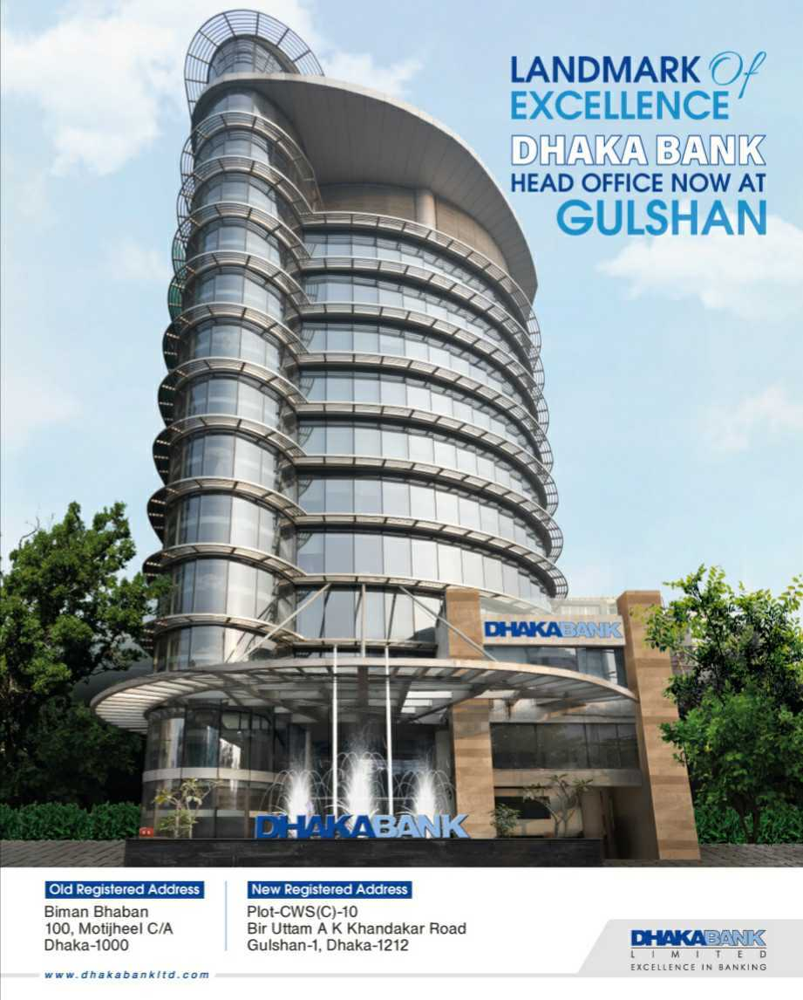 LANDMARK Of
EXCELLENCE
DHAKA BANK
HEAD OFFICE NOW AT
GULSHAN
DHAKABANK
DHAKABANK
Old Registered Address
Biman Bhaban
100, Motijheel C/A
Dhaka-1000
New Registered Address
Plot-CWS(C)-10
Bir Uttam A K Khandakar Road
Gulshan-1, Dhaka-1212
www.dhakabankltd.com
DHAKABANK
LIMITED
EXCELLENCE IN BANKING